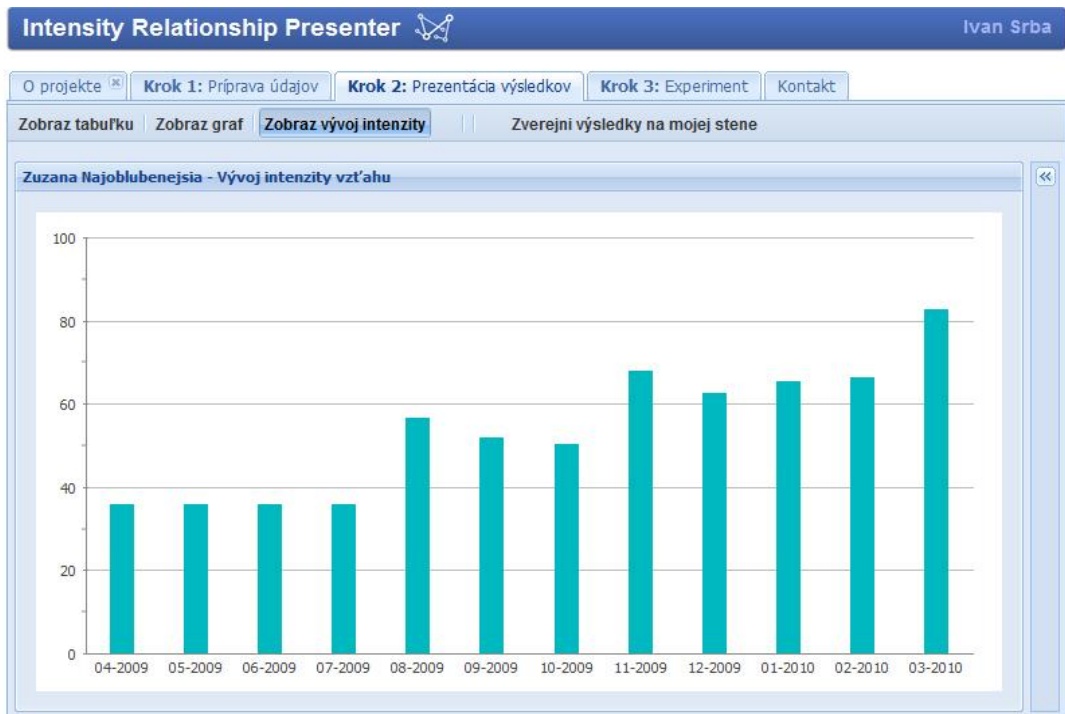 Intensity Relationship Presenter Ivan Srba
O projekte Krok 1: Príprava údajov Krok 2: Prezentácia výsledkov Krok 3: Experiment Kontakt
Zobraz tabuľku Zobraz graf Zobraz vývoj intenzity Zverejni výsledky na mojej stene
Zuzana Najoblubenejsia - Vývoj intenzity vzťahu
100
80
60
40
20
0
04-2009 05-2009 06-2009 07-2009 08-2009 09-2009 10-2009 11-2009 12-2009 01-2010 02-2010 03-2010